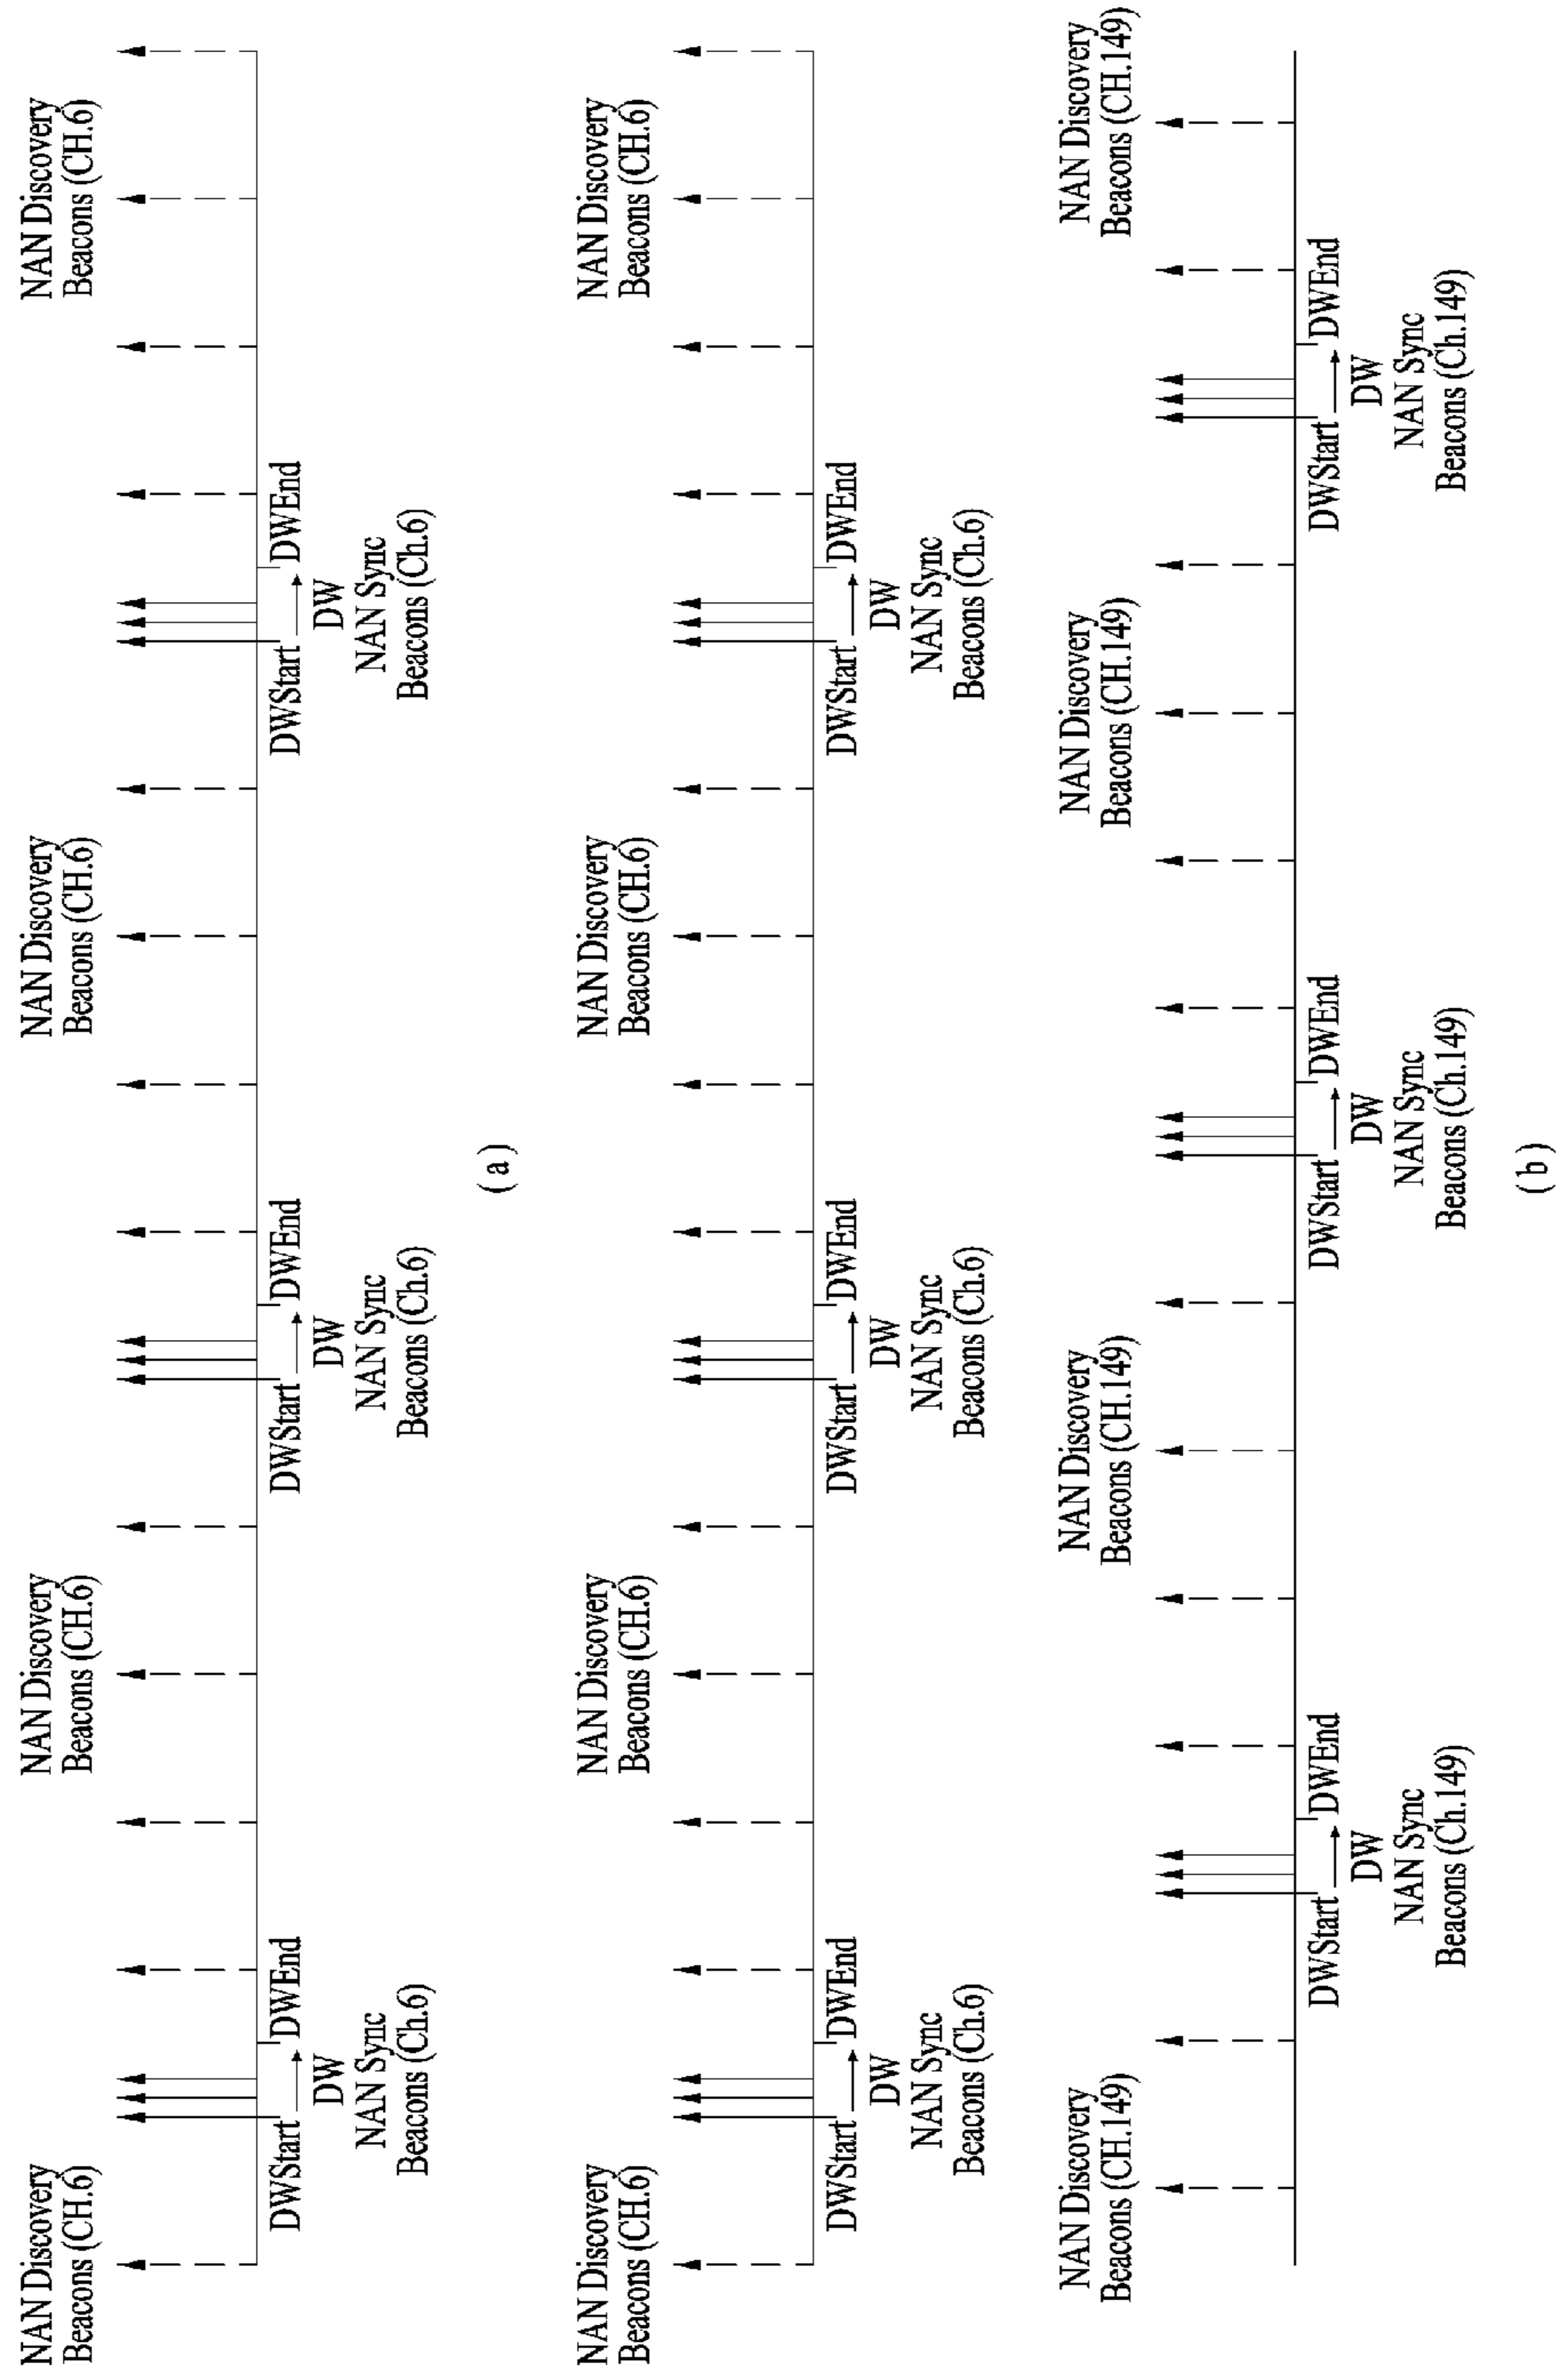 NAN Discovery
Beacons (CH.6)
NAN Discovery
Beacons (CH.6)
NAN Discovery
Beacons (CH.6)
NAN Discovery
Beacons (CH.6)
DWStart
DWEnd
DW
NAN Sync
Beacons (Ch.6)
DWStart
DWEnd
DW
NAN Sync
Beacons (Ch.6)
DWStart
DWEnd
DW
NAN Sync
Beacons (Ch.6)
( a )
NAN Discovery
Beacons (CH.6)
NAN Discovery
Beacons (CH.6)
NAN Discovery
Beacons (CH.6)
NAN Discovery
Beacons (CH.6)
DWStart
DWEnd
DW
NAN Sync
Beacons (Ch.6)
DWStart
DWEnd
DW
NAN Sync
Beacons (Ch.6)
DWStart
DWEnd
DW
NAN Sync
Beacons (Ch.6)
NAN Discovery
Beacons (CH.149)
NAN Discovery
Beacons (CH.149)
NAN Discovery
Beacons (CH.149)
NAN Discovery
Beacons (CH.149)
DWStart
DWEnd
DW
NAN Sync
Beacons (Ch.149)
DWStart
DWEnd
DW
NAN Sync
Beacons (Ch.149)
DWStart
DWEnd
DW
NAN Sync
Beacons (Ch.149)
( b )